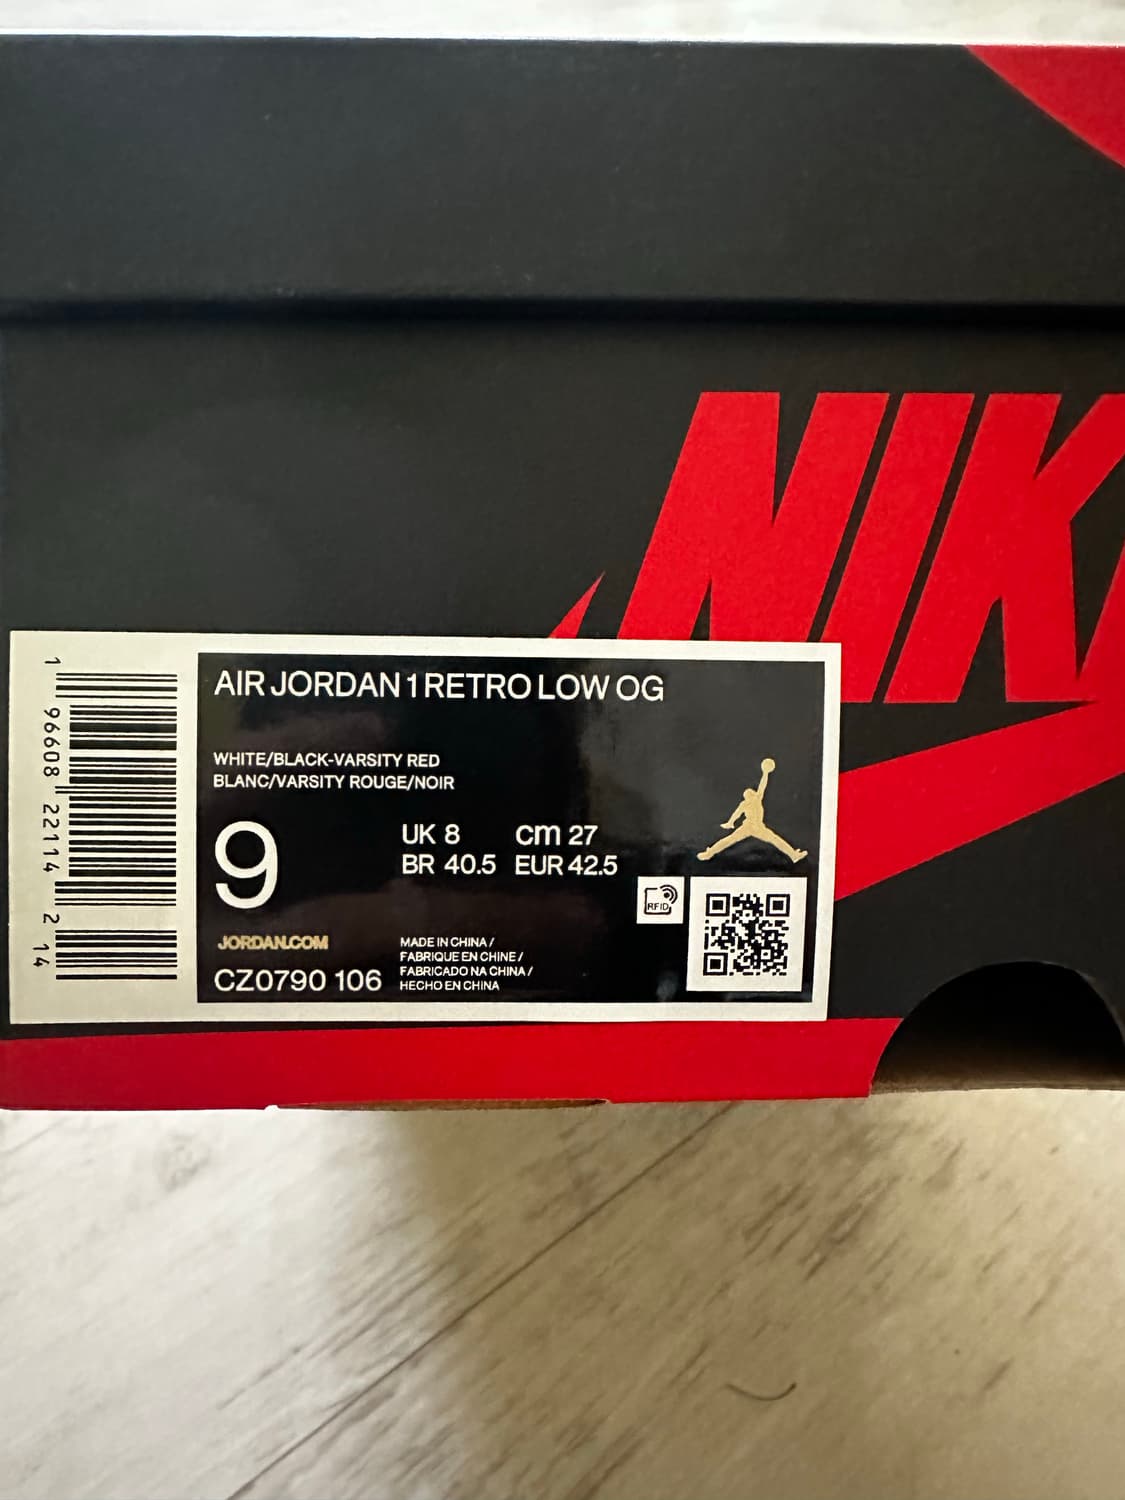 NIK
AIR JORDAN 1 RETRO LOW OG
WHITE/BLACK-VARSITY RED
BLANC/VARSITY ROUGE/NOIR
9
UK 8 cm 27
BR 40.5 EUR 42.5
RFID
JORDAN.COM
CZ0790 106
MADE IN CHINA /
FABRIQUE EN CHINE /
FABRICADO NA CHINA /
HECHO EN CHINA
1 96608 22114 2 14